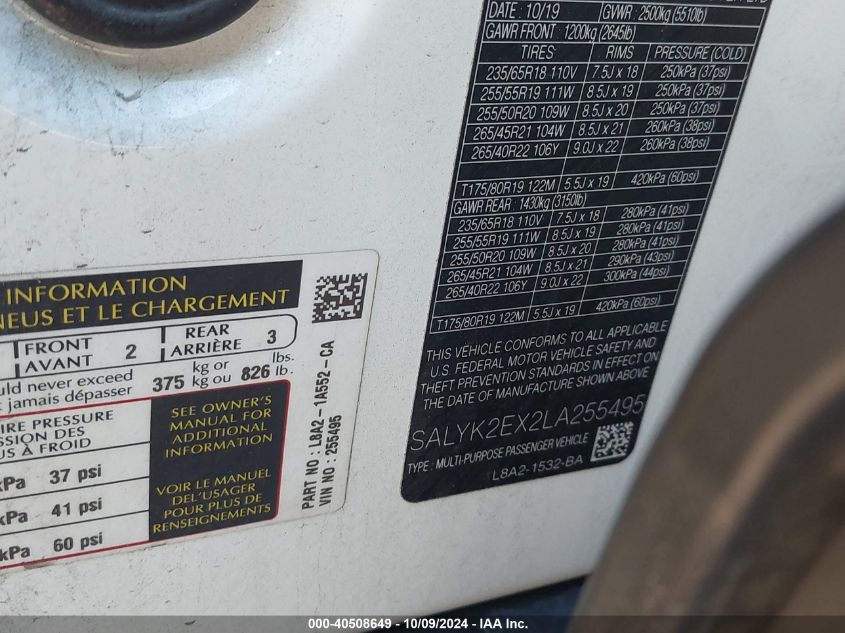 DATE : 10/19 GVWR : 2500kg (5510lb)
GAWR FRONT : 1200kg (2645lb)
TIRES RIMS PRESSURE (COLD)
235/65R18 110V 7.5J x 18 250kPa (37psi)
255/55R19 111W 8.5J x 19 250kPa (37psi)
255/50R20 109W 8.5J x 20 250kPa (37psi)
265/45R21 104W 8.5J x 21 260kPa (38psi)
265/40R22 106Y 9.0J x 22 260kPa (38psi)
T175/80R19 122M 5.5J x 19 420kPa (60psi)
GAWR REAR : 1430kg (3150lb)
235/65R18 110V 7.5J x 18 280kPa (41psi)
255/55R19 111W 8.5J x 19 280kPa (41psi)
255/50R20 109W 8.5J x 20 280kPa (41psi)
265/45R21 104W 8.5J x 21 290kPa (43psi)
265/40R22 106Y 9.0J x 22 300kPa (44psi)
T175/80R19 122M 5.5J x 19 420kPa (60psi)
THIS VEHICLE CONFORMS TO ALL APPLICABLE
U.S. FEDERAL MOTOR VEHICLE SAFETY AND
THEFT PREVENTION STANDARDS IN EFFECT ON
THE DATE OF MANUFACTURE SHOWN ABOVE.
SALYK2EX2LA255495
TYPE : MULTI-PURPOSE PASSENGER VEHICLE
L8A2-1532-BA
INFORMATION
NEUS ET LE CHARGEMENT
FRONT
AVANT 2
REAR
ARRIÈRE 3
uld never exceed
t jamais dépasser
375 kg or
kg ou 826 lbs.
lb.
IRE PRESSURE
SSION DES
US À FROID
kPa 37 psi
kPa 41 psi
kPa 60 psi
SEE OWNER'S
MANUAL FOR
ADDITIONAL
INFORMATION
VOIR LE MANUEL
DEL'USAGER
POUR PLUS DE
RENSEIGNEMENTS
PART NO : L8A2 - 1A552 - CA
VIN NO : 255495
000-40508649 - 10/09/2024 - IAA Inc.